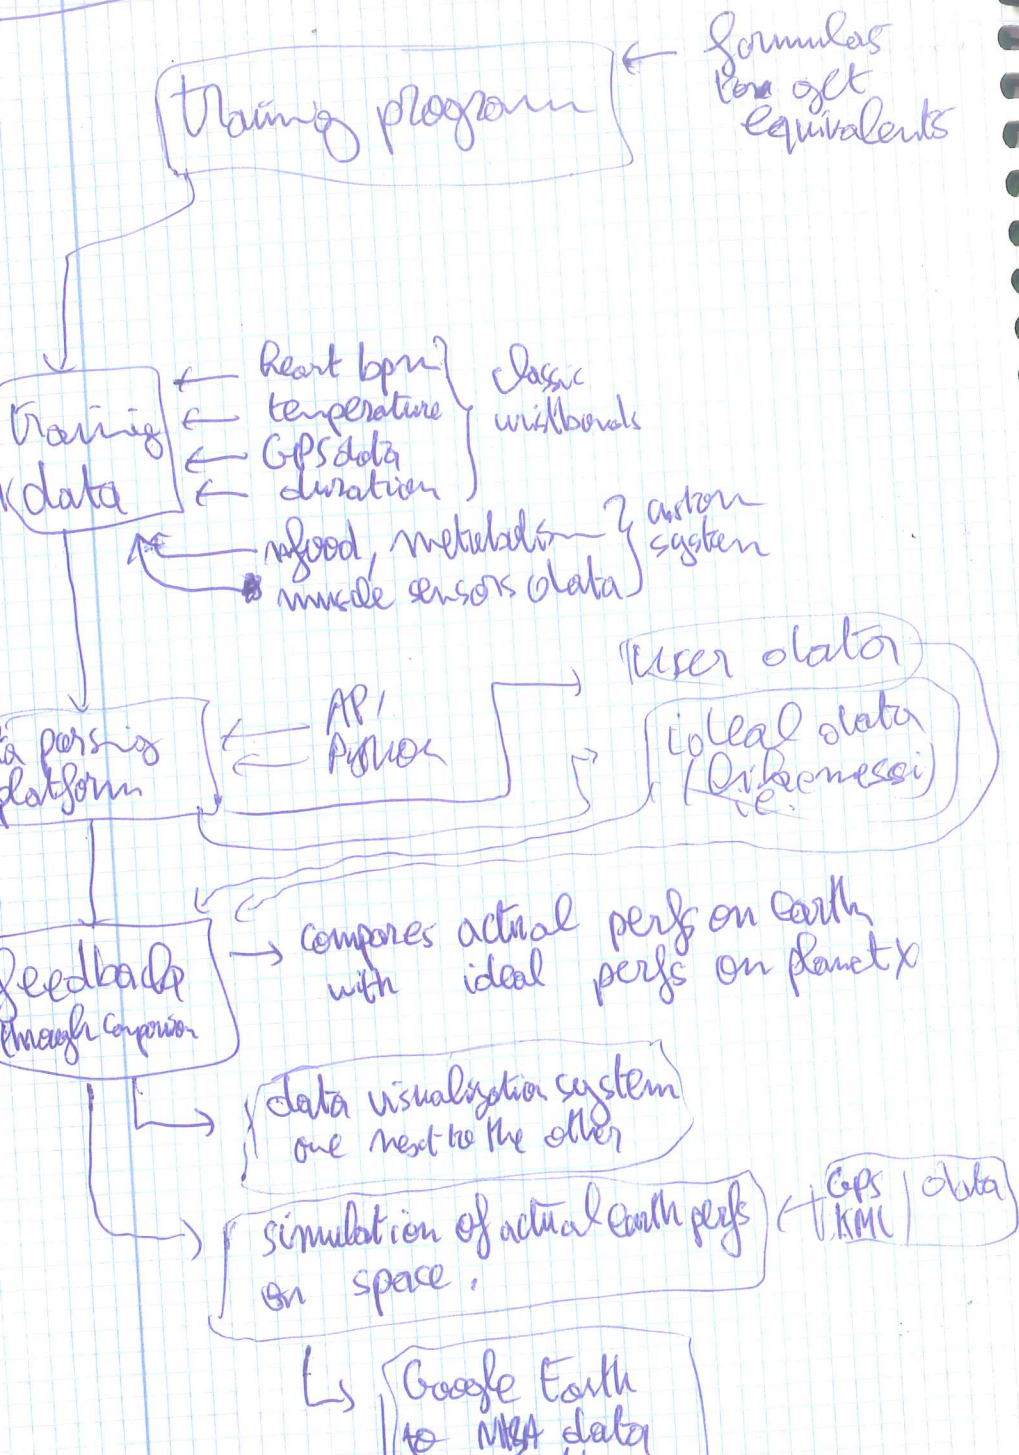 training program
formulas
to get
equivalents
training
data
heart bpm
temperature
GPS data
duration
classic
wristbands
food, metabolism
muscle sensors data
custom
system
user data
ideal data
i.e.
parsing
platform
API
Python
feedback
through comparison
compares actual perfs on earth
with ideal perfs on planet x
data visualization system
one next to the other
simulation of actual earth perfs
on space.
GPS | data
KML
Google Earth
to data